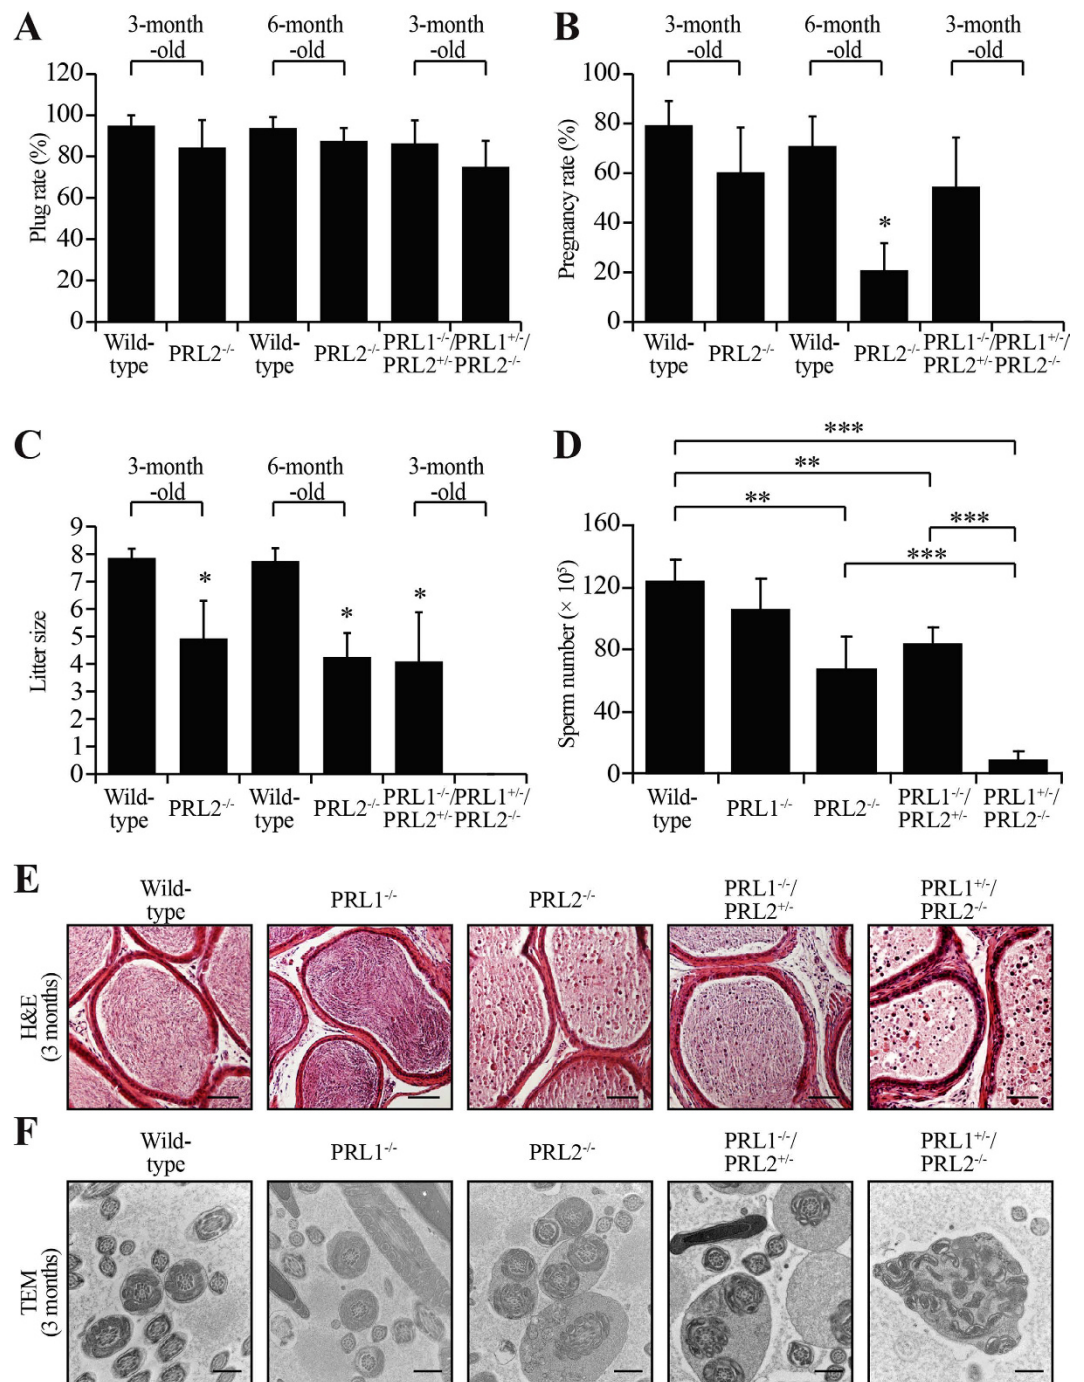 A
3-month
-old
6-month
-old
3-month
-old
Plug rate (%)
120
100
80
60
40
20
0
Wild-
type
PRL2-/-
Wild-
type
PRL2-/-
PRL1-/-/
PRL2+/-
PRL1+/-/
PRL2-/-
B
3-month
-old
6-month
-old
3-month
-old
Pregnancy rate (%)
100
80
60
40
20
0
*
Wild-
type
PRL2-/-
Wild-
type
PRL2-/-
PRL1-/-/
PRL2+/-
PRL1+/-/
PRL2-/-
C
3-month
-old
6-month
-old
3-month
-old
Litter size
9
8
7
6
5
4
3
2
1
0
*
*
*
Wild-
type
PRL2-/-
Wild-
type
PRL2-/-
PRL1-/-/
PRL2+/-
PRL1+/-/
PRL2-/-
D
***
**
**
***
***
Sperm number (× 10⁵)
160
120
80
40
0
Wild-
type
PRL1-/-
PRL2-/-
PRL1-/-/
PRL2+/-
PRL1+/-/
PRL2-/-
E
Wild-
type
PRL1-/-
PRL2-/-
PRL1-/-/
PRL2+/-
PRL1+/-/
PRL2-/-
H&E
(3 months)
F
Wild-
type
PRL1-/-
PRL2-/-
PRL1-/-/
PRL2+/-
PRL1+/-/
PRL2-/-
TEM
(3 months)